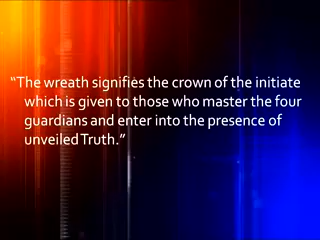 “The wreath signifies the crown of the initiate
which is given to those who master the four
guardians and enter into the presence of
unveiled Truth.”